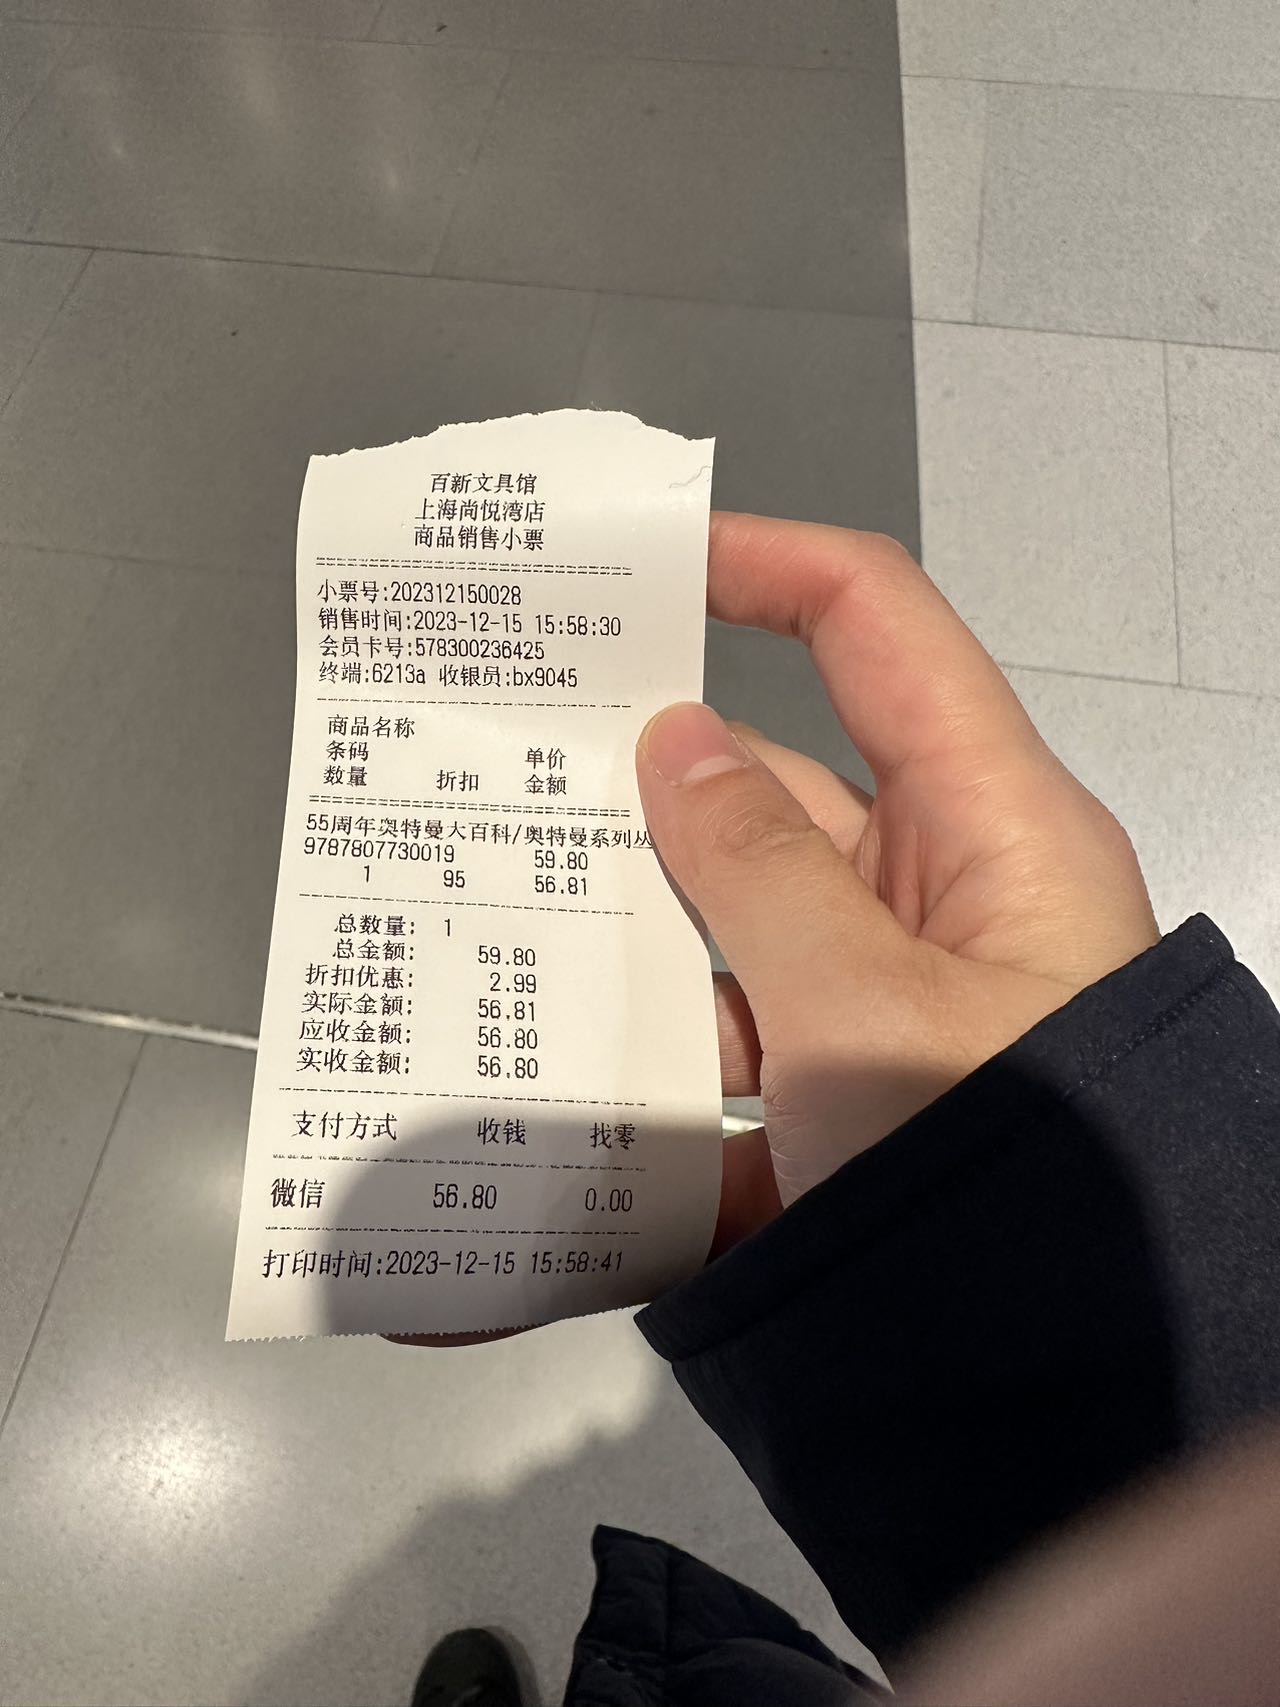 百新文具馆
上海尚悦湾店
商品销售小票
小票号:202312150028
销售时间:2023-12-15 15:58:30
会员卡号:578300236425
终端:6213a 收银员:bx9045
商品名称
条码 单价
数量 折扣 金额
55周年奥特曼大百科/奥特曼系列丛
9787807730019 59.80
1 95 56.81
总数量: 1
总金额: 59.80
折扣优惠: 2.99
实际金额: 56.81
应收金额: 56.80
实收金额: 56.80
支付方式 收钱 找零
微信 56.80 0.00
打印时间:2023-12-15 15:58:41